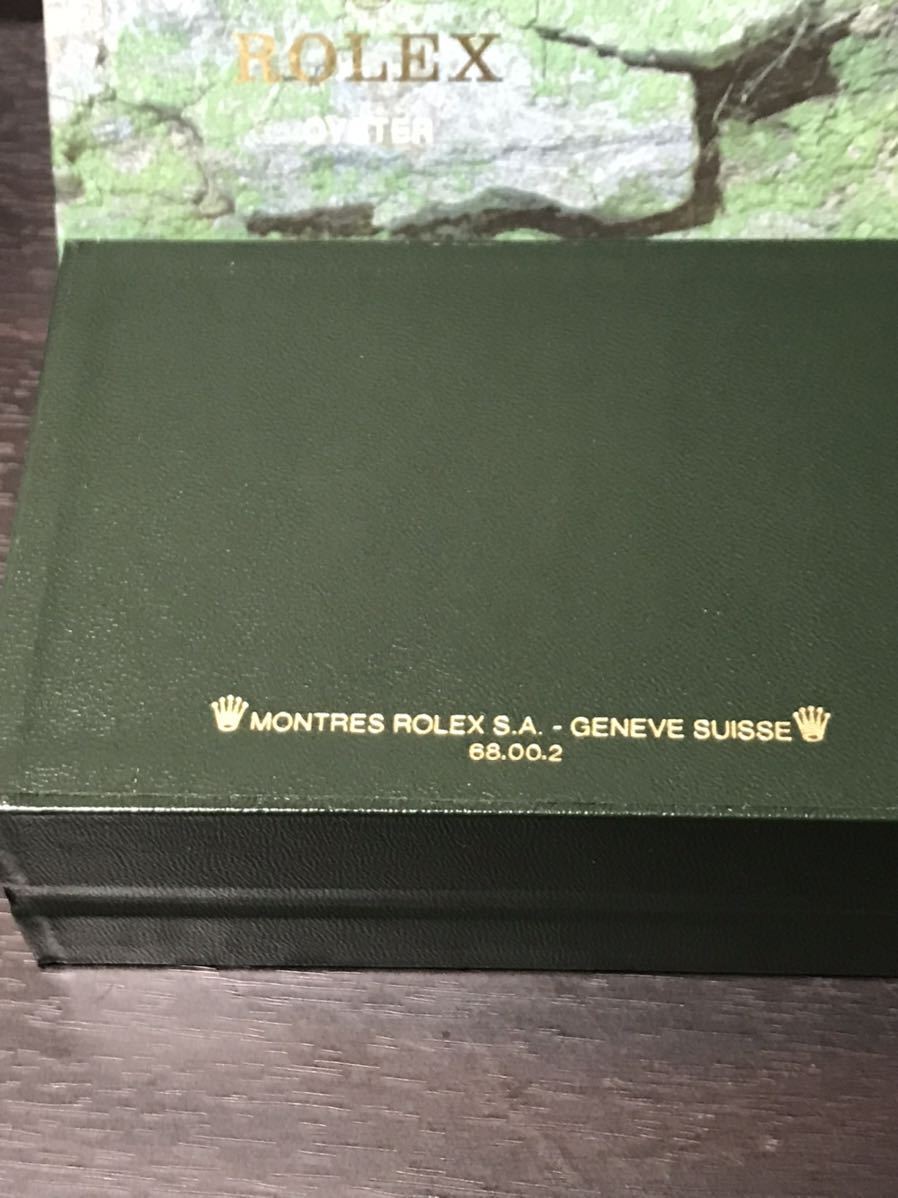 ROLEX
OYSTER
MONTRES ROLEX S.A. - GENEVE SUISSE
68.00.2